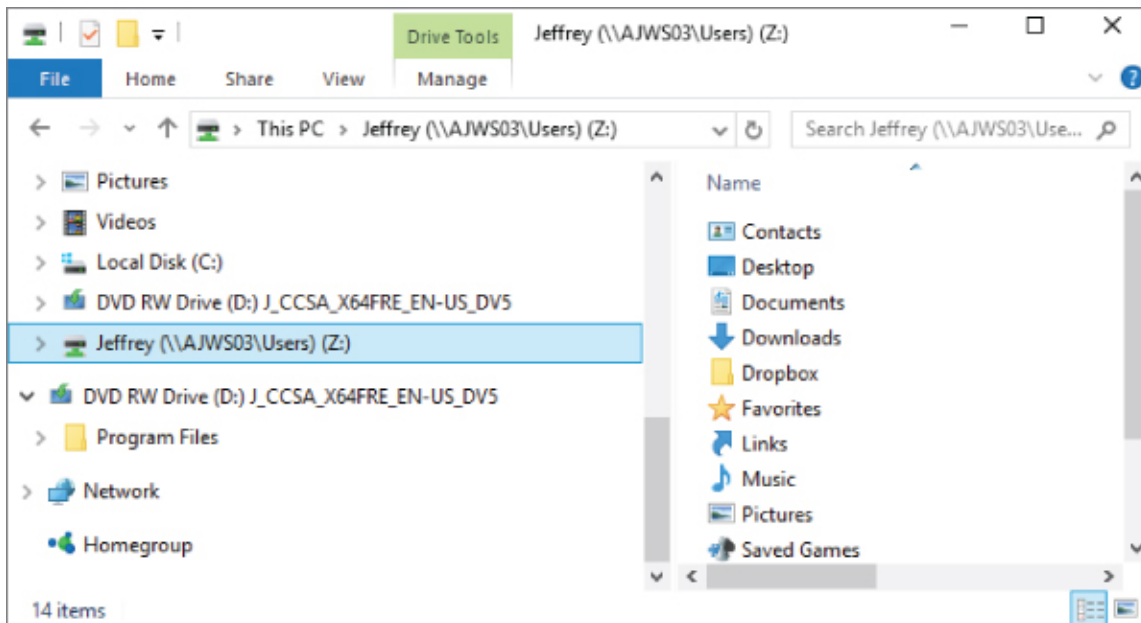 Drive Tools Jeffrey (\\AJWS03\Users) (Z:)
File Home Share View Manage
This PC > Jeffrey (\\AJWS03\Users) (Z:) Search Jeffrey (\\AJWS03\Use...
Pictures
Videos
Local Disk (C:)
DVD RW Drive (D:) J_CCSA_X64FRE_EN-US_DV5
Jeffrey (\\AJWS03\Users) (Z:)
DVD RW Drive (D:) J_CCSA_X64FRE_EN-US_DV5
Program Files
Network
Homegroup
Name
Contacts
Desktop
Documents
Downloads
Dropbox
Favorites
Links
Music
Pictures
Saved Games
14 items